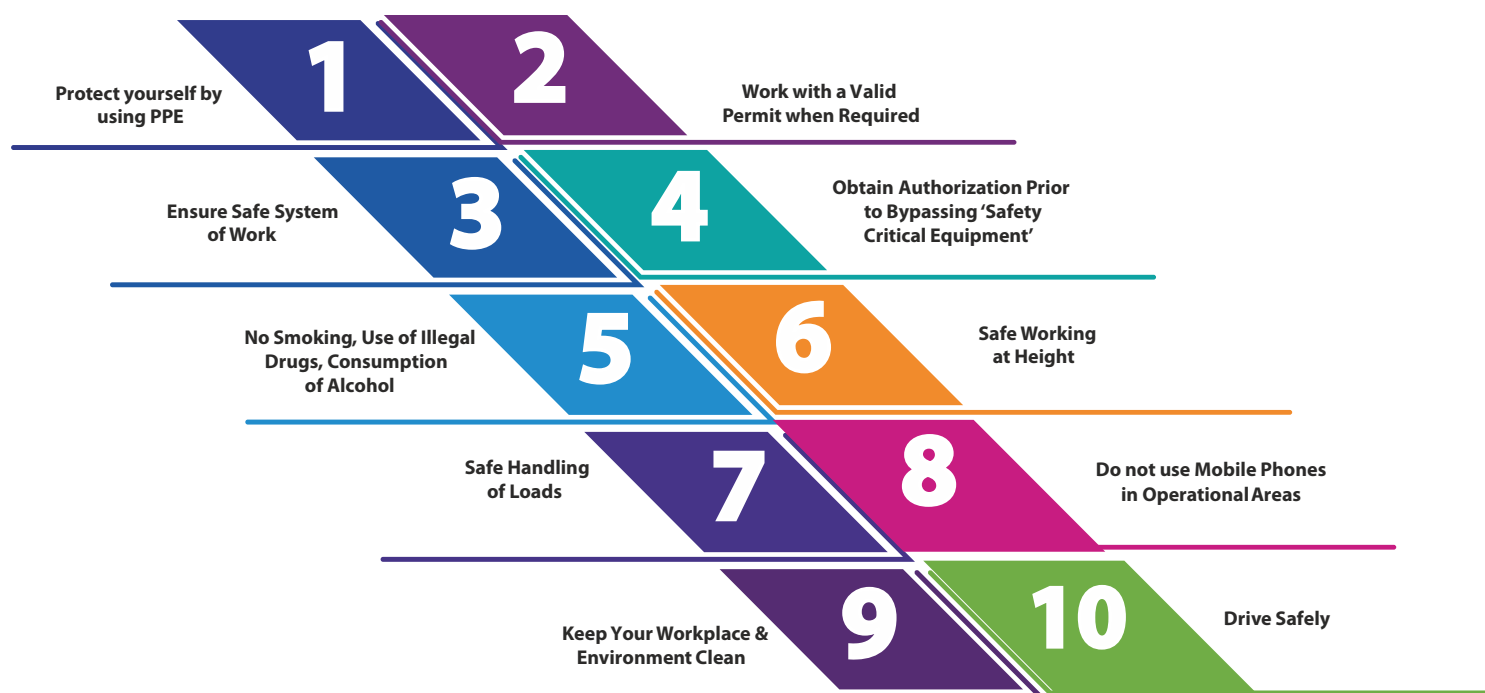 1
Protect yourself by
using PPE
2
Work with a Valid
Permit when Required
3
Ensure Safe System
of Work
4
Obtain Authorization Prior
to Bypassing ‘Safety
Critical Equipment’
5
No Smoking, Use of Illegal
Drugs, Consumption
of Alcohol
6
Safe Working
at Height
7
Safe Handling
of Loads
8
Do not use Mobile Phones
in Operational Areas
9
Keep Your Workplace &
Environment Clean
10
Drive Safely